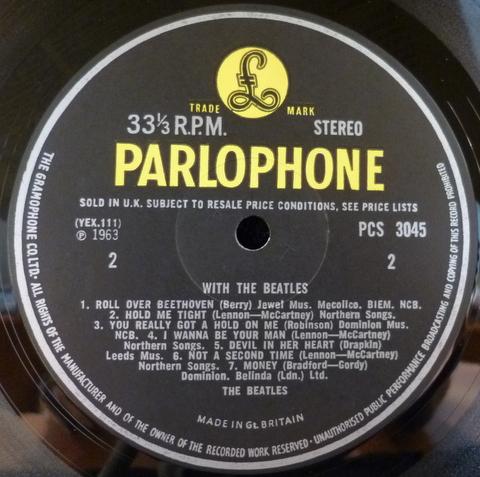 £
TRADE MARK
33⅓ R.P.M. STEREO
PARLOPHONE
SOLD IN U.K. SUBJECT TO RESALE PRICE CONDITIONS, SEE PRICE LISTS
(YEX.111) PCS 3045
℗ 1963
2 2
WITH THE BEATLES
1. ROLL OVER BEETHOVEN (Berry) Jewel Mus. Mecolico. BIEM. NCB.
2. HOLD ME TIGHT (Lennon—McCartney) Northern Songs.
3. YOU REALLY GOT A HOLD ON ME (Robinson) Dominion Mus.
NCB. 4. I WANNA BE YOUR MAN (Lennon—McCartney)
Northern Songs. 5. DEVIL IN HER HEART (Drapkin)
Leeds Mus. 6. NOT A SECOND TIME (Lennon—McCartney)
Northern Songs. 7. MONEY (Bradford—Gordy)
Dominion. Belinda (Ldn.) Ltd.
THE BEATLES
MADE IN Gt. BRITAIN
THE GRAMOPHONE CO. LTD. · ALL RIGHTS OF THE MANUFACTURER AND OF THE OWNER OF THE RECORDED WORK RESERVED · UNAUTHORISED PUBLIC PERFORMANCE BROADCASTING AND COPYING OF THIS RECORD PROHIBITED